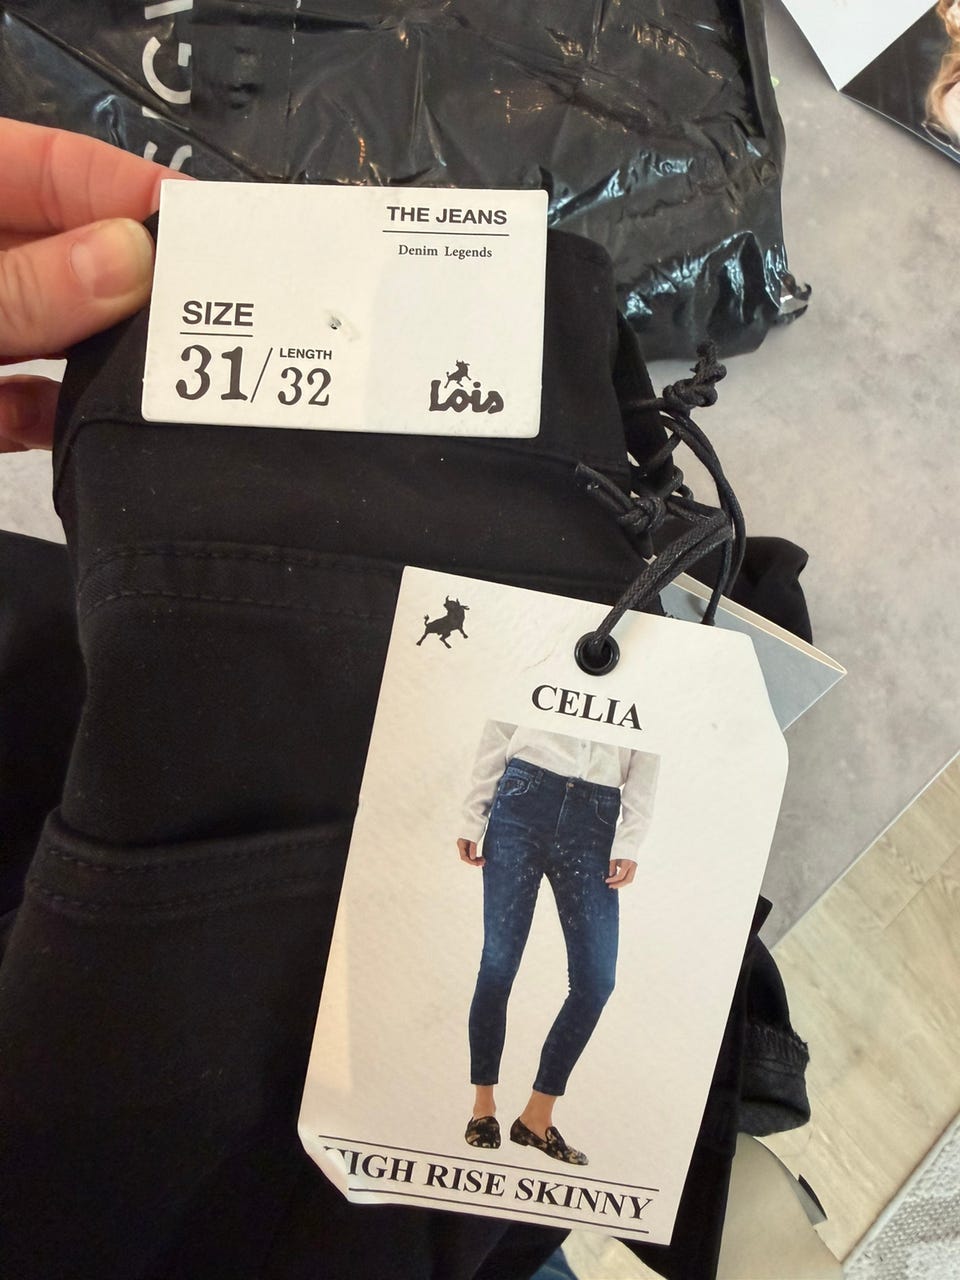 THE JEANS
Denim Legends
SIZE
31/
LENGTH
32
Lois
CELIA
HIGH RISE SKINNY